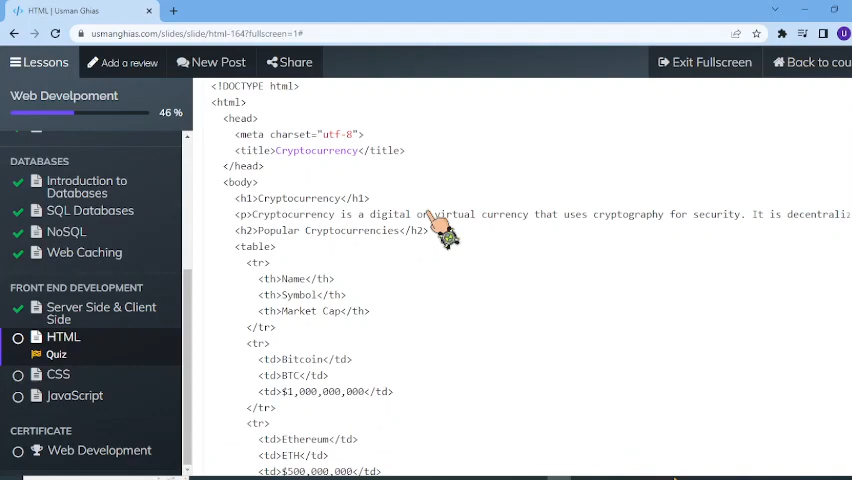 HTML | Usman Ghias
usmanghias.com/slides/slide/html-164?fullscreen=1#
Lessons
Add a review
New Post
Share
Exit Fullscreen
Back to cou
Web Develpoment
46 %
DATABASES
Introduction to
Databases
SQL Databases
NoSQL
Web Caching
FRONT END DEVELOPMENT
Server Side & Client
Side
HTML
Quiz
CSS
JavaScript
CERTIFICATE
Web Development
<!DOCTYPE html>
<html>
<head>
<meta charset="utf-8">
<title>Cryptocurrency</title>
</head>
<body>
<h1>Cryptocurrency</h1>
<p>Cryptocurrency is a digital or virtual currency that uses cryptography for security. It is decentraliz
<h2>Popular Cryptocurrencies</h2>
<table>
<tr>
<th>Name</th>
<th>Symbol</th>
<th>Market Cap</th>
</tr>
<tr>
<td>Bitcoin</td>
<td>BTC</td>
<td>$1,000,000,000</td>
</tr>
<tr>
<td>Ethereum</td>
<td>ETH</td>
<td>$500,000,000</td>